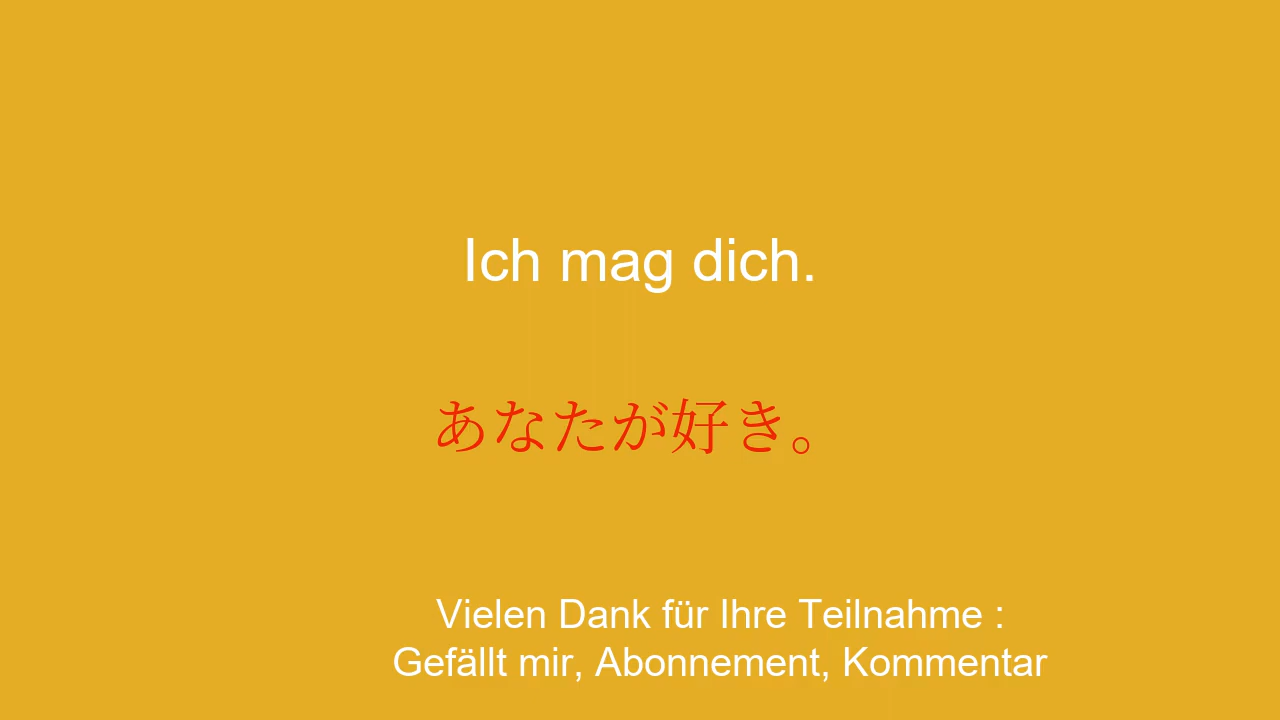 Ich mag dich.
あなたが好き。
Vielen Dank für Ihre Teilnahme :
Gefällt mir, Abonnement, Kommentar